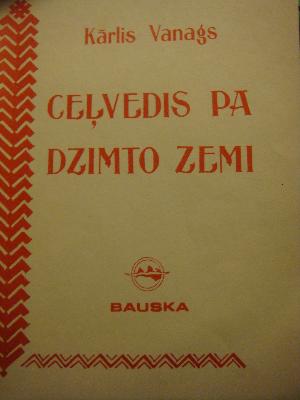 Kārlis Vanags
CEĻVEDIS PA
DZIMTO ZEMI
BAUSKA